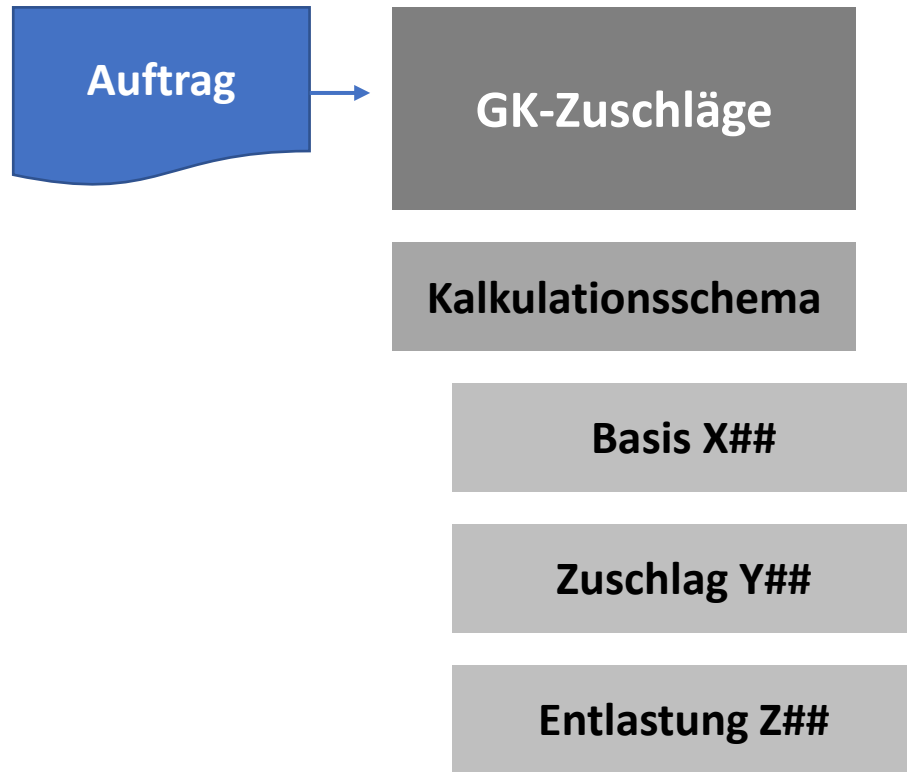 Auftrag
GK-Zuschläge
Kalkulationsschema
Basis X##
Zuschlag Y##
Entlastung Z##